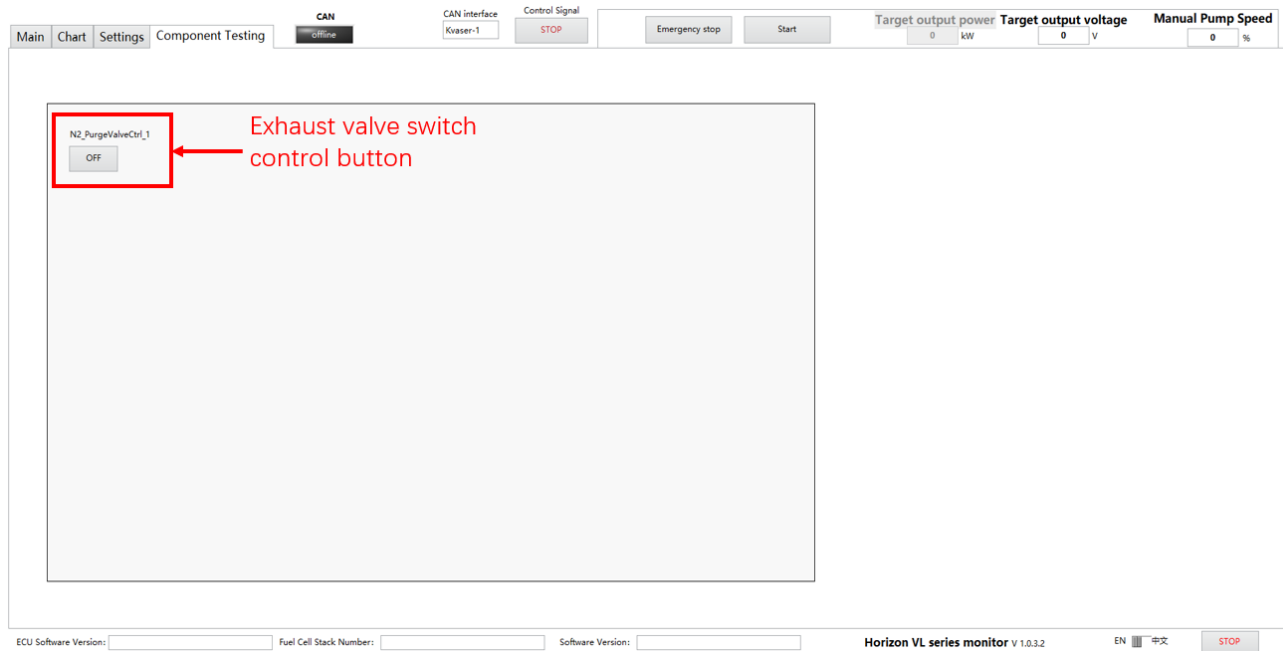 CAN
CAN interface
Control Signal
Main
Chart
Settings
Component Testing
offline
Kvaser-1
STOP
Emergency stop
Start
Target output power
0 kW
Target output voltage
0 V
Manual Pump Speed
0 %
N2_PurgeValveCtrl_1
OFF
Exhaust valve switch
control button
ECU Software Version:
Fuel Cell Stack Number:
Software Version:
Horizon VL series monitor V 1.0.3.2
EN 中文
STOP